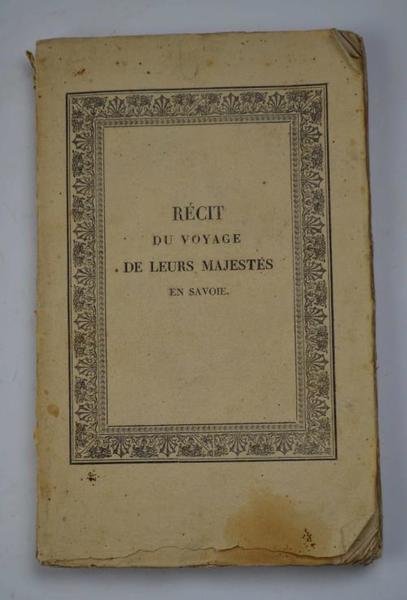 RÉCIT
DU VOYAGE
DE LEURS MAJESTÉS
EN SAVOIE.